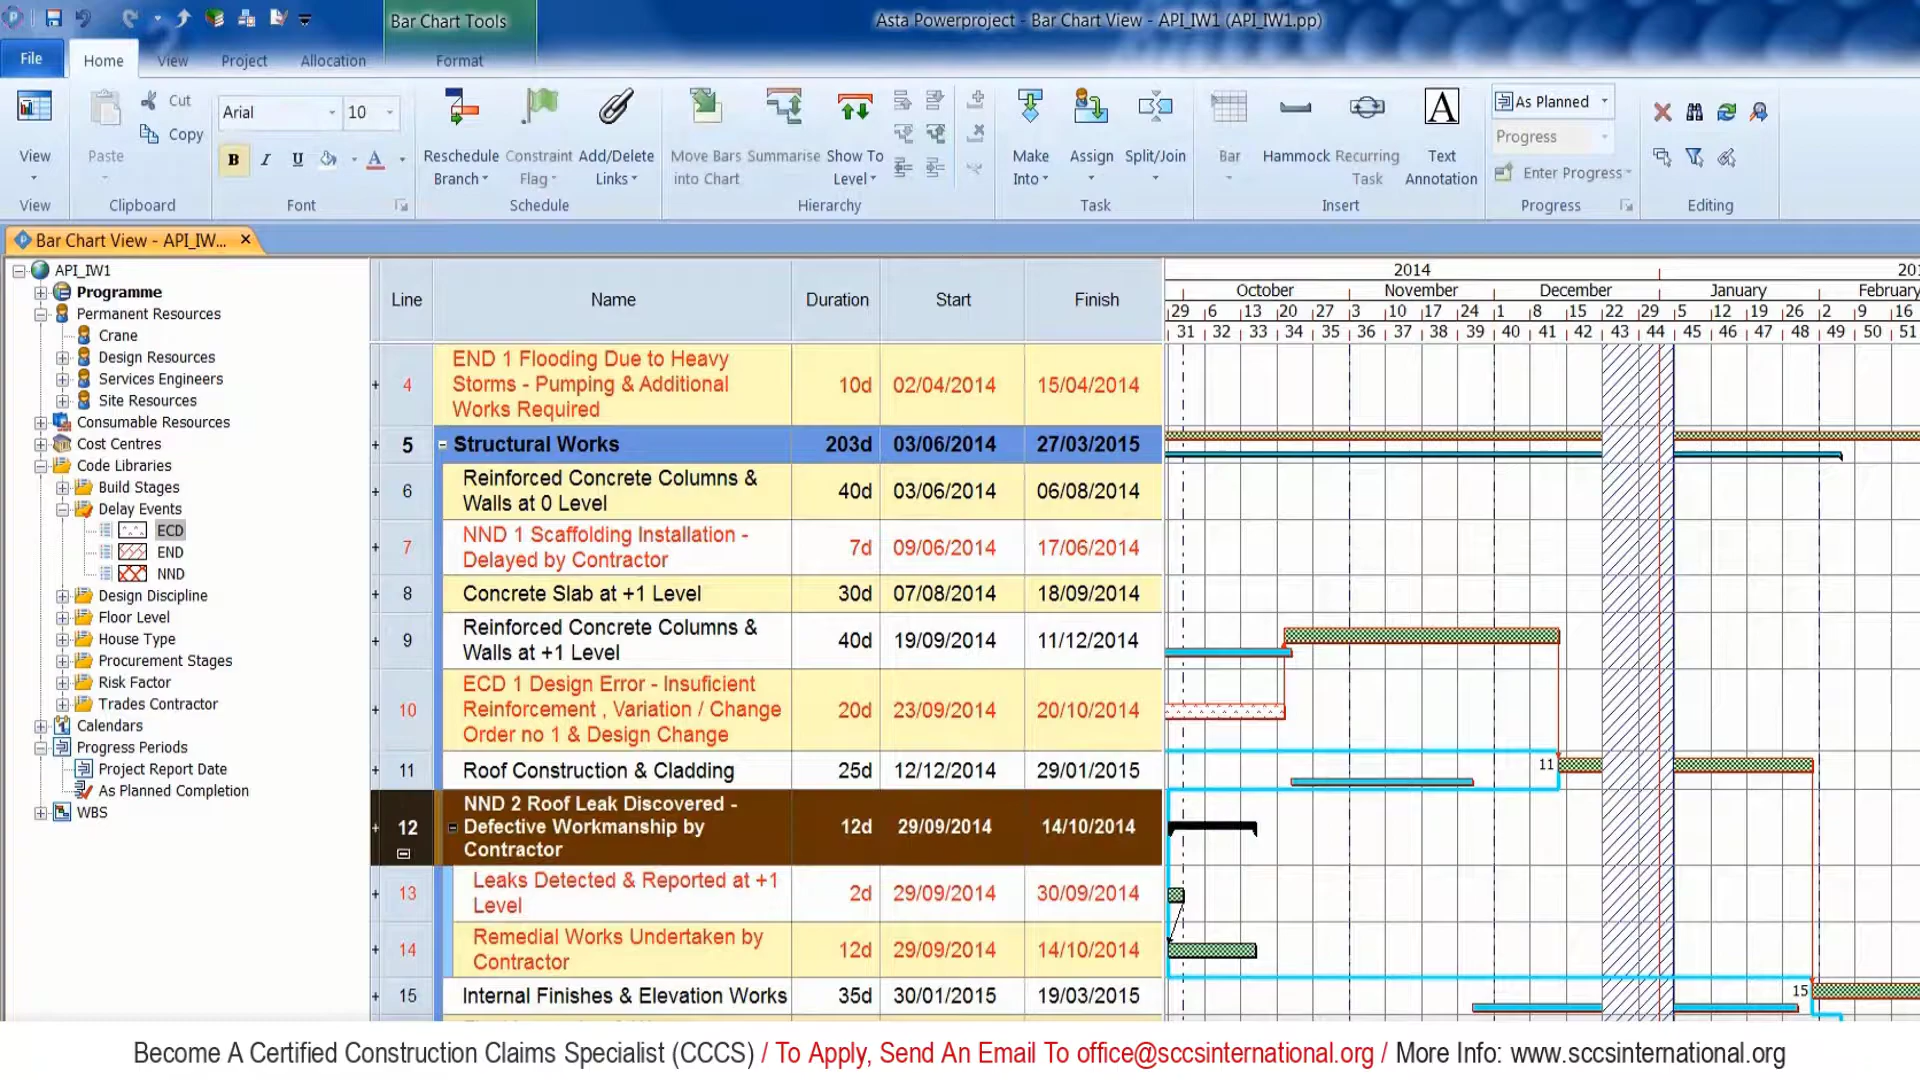 Bar Chart Tools
Asta Powerproject - Bar Chart View - API_IW1 (API_IW1.pp)
File
Home
View
Project
Allocation
Format
View
View
Paste
Cut
Copy
Clipboard
Arial
10
B I U A
Font
Reschedule Branch
Constraint Flag
Add/Delete Links
Schedule
Move Bars into Chart
Summarise
Show To Level
Hierarchy
Make Into
Assign
Split/Join
Task
Bar
Hammock
Recurring Task
A
Text Annotation
Insert
As Planned
Progress
Enter Progress
Progress
Editing
Bar Chart View - API_IW...
API_IW1
Programme
Permanent Resources
Crane
Design Resources
Services Engineers
Site Resources
Consumable Resources
Cost Centres
Code Libraries
Build Stages
Delay Events
ECD
END
NND
Design Discipline
Floor Level
House Type
Procurement Stages
Risk Factor
Trades Contractor
Calendars
Progress Periods
Project Report Date
As Planned Completion
WBS
Line Name Duration Start Finish
2014 201
October November December January February
29 6 13 20 27 3 10 17 24 1 8 15 22 29 5 12 19 26 2 9 16
31 32 33 34 35 36 37 38 39 40 41 42 43 44 45 46 47 48 49 50 51
END 1 Flooding Due to Heavy
4 Storms - Pumping & Additional 10d 02/04/2014 15/04/2014
Works Required
5 Structural Works 203d 03/06/2014 27/03/2015
Reinforced Concrete Columns &
6 Walls at 0 Level 40d 03/06/2014 06/08/2014
NND 1 Scaffolding Installation -
7 Delayed by Contractor 7d 09/06/2014 17/06/2014
8 Concrete Slab at +1 Level 30d 07/08/2014 18/09/2014
Reinforced Concrete Columns &
9 Walls at +1 Level 40d 19/09/2014 11/12/2014
ECD 1 Design Error - Insuficient
10 Reinforcement , Variation / Change 20d 23/09/2014 20/10/2014
Order no 1 & Design Change
11 Roof Construction & Cladding 25d 12/12/2014 29/01/2015 11
NND 2 Roof Leak Discovered -
12 Defective Workmanship by 12d 29/09/2014 14/10/2014
Contractor
Leaks Detected & Reported at +1
13 Level 2d 29/09/2014 30/09/2014
Remedial Works Undertaken by
14 Contractor 12d 29/09/2014 14/10/2014
15 Internal Finishes & Elevation Works 35d 30/01/2015 19/03/2015 15
Become A Certified Construction Claims Specialist (CCCS) / To Apply, Send An Email To office@sccsinternational.org / More Info: www.sccsinternational.org